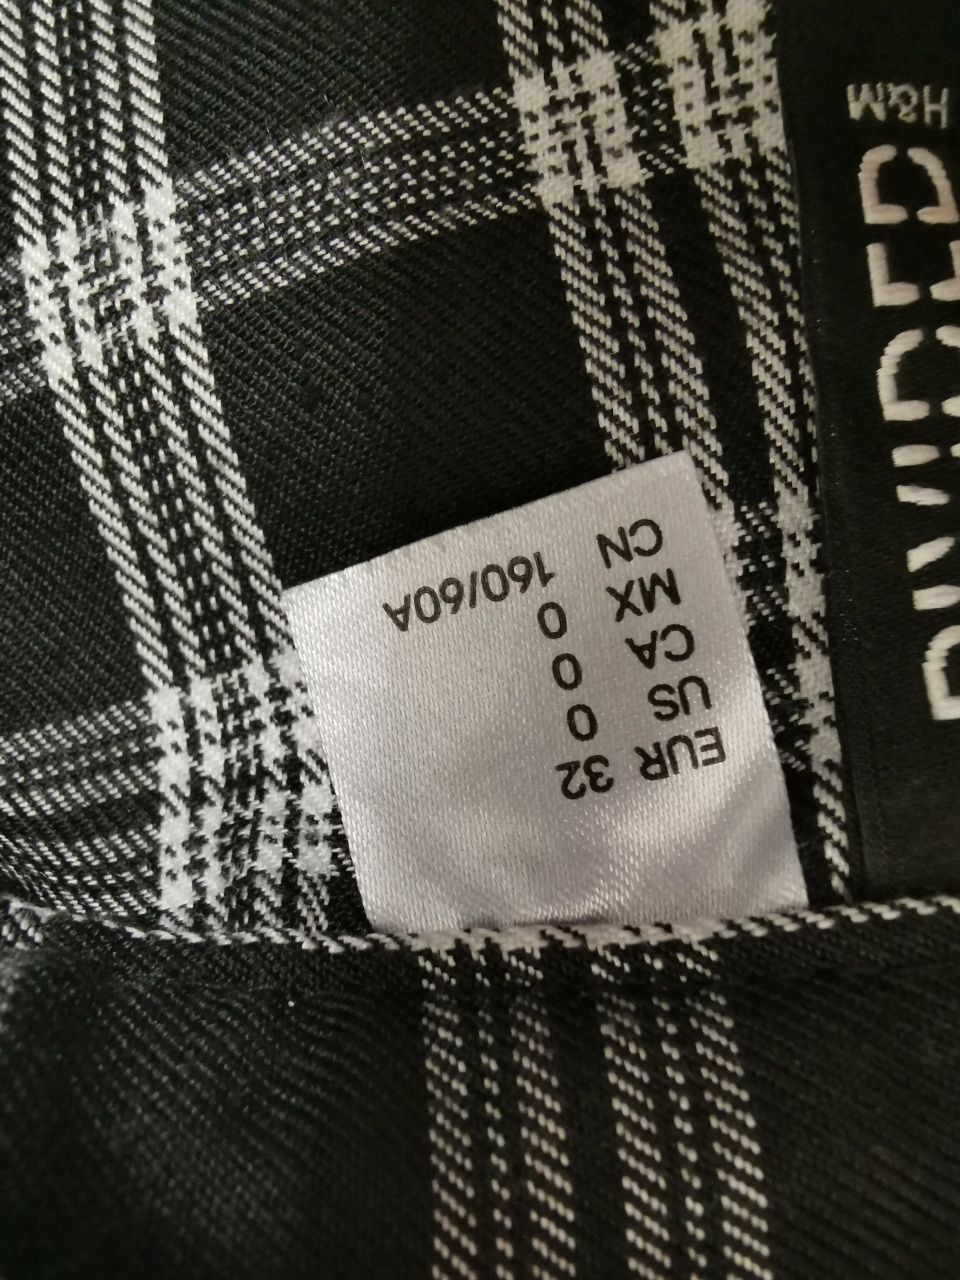 EUR 32
US 0
CA 0
MX 0
CN 160/60A
DIVIDED
H&M